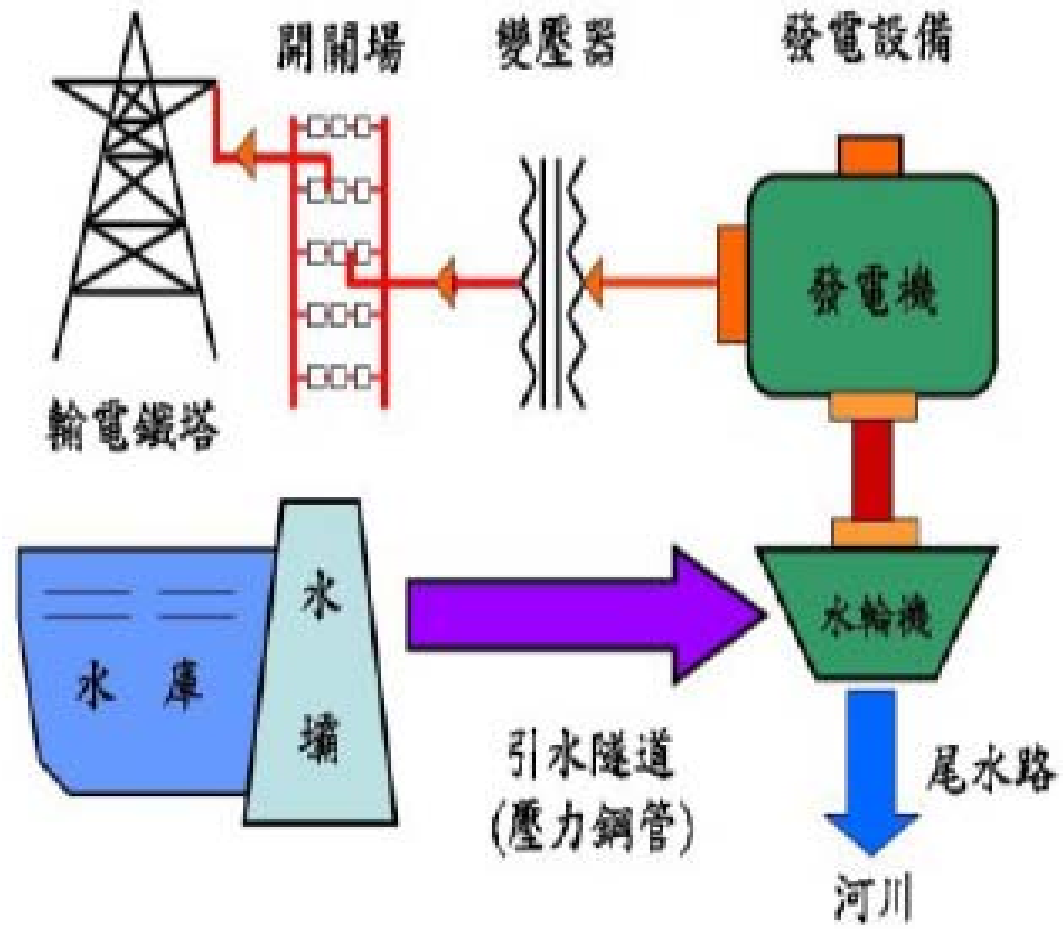 開關場
變壓器
發電設備
發電機
輸電鐵塔
水庫
水
壩
水輪機
引水隧道
(壓力鋼管)
尾水路
河川